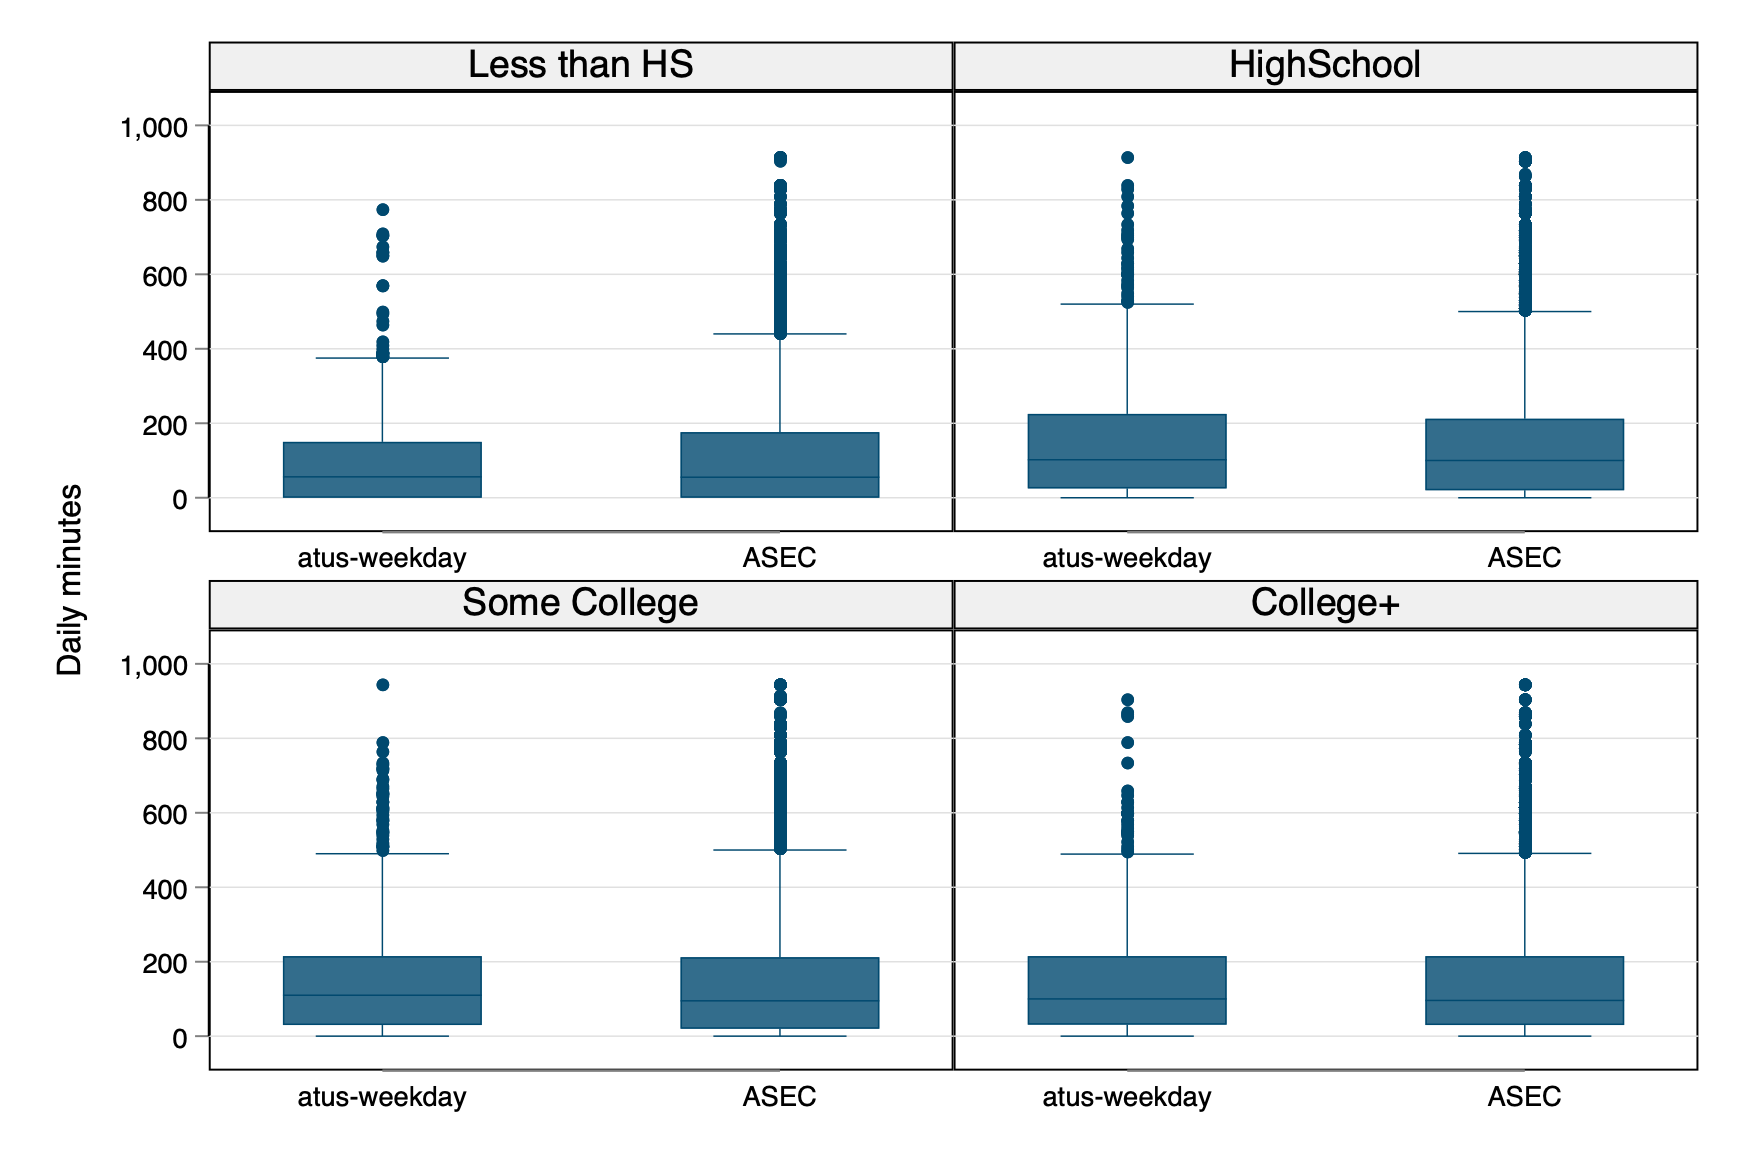 Less than HS
HighSchool
1,000
800
600
400
200
0
atus-weekday
ASEC
atus-weekday
ASEC
Daily minutes
Some College
College+
1,000
800
600
400
200
0
atus-weekday
ASEC
atus-weekday
ASEC